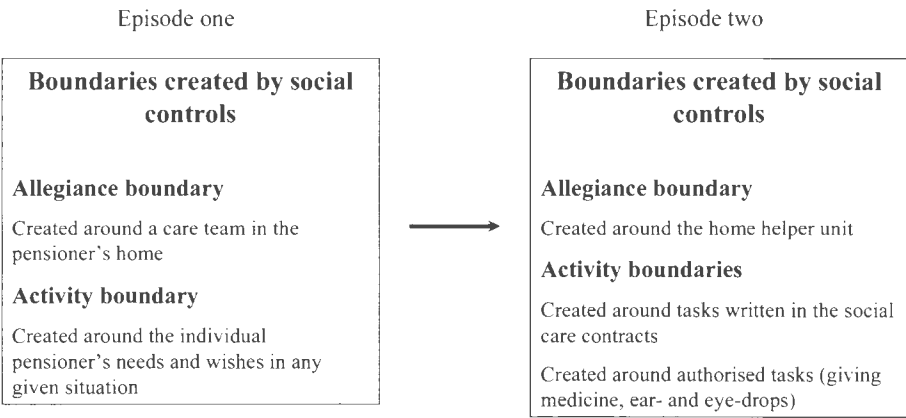 Episode one
Boundaries created by social
controls
Allegiance boundary
Created around a care team in the
pensioner's home
Activity boundary
Created around the individual
pensioner's needs and wishes in any
given situation
Episode two
Boundaries created by social
controls
Allegiance boundary
Created around the home helper unit
Activity boundaries
Created around tasks written in the social
care contracts
Created around authorised tasks (giving
medicine, ear- and eye-drops)